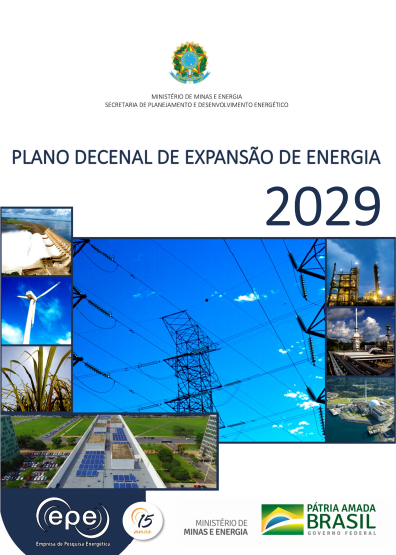 MINISTÉRIO DE MINAS E ENERGIA
SECRETARIA DE PLANEJAMENTO E DESENVOLVIMENTO ENERGÉTICO
PLANO DECENAL DE EXPANSÃO DE ENERGIA
2029
epe
Empresa de Pesquisa Energética
15
anos
MINISTÉRIO DE
MINAS E ENERGIA
PÁTRIA AMADA
BRASIL
GOVERNO FEDERAL